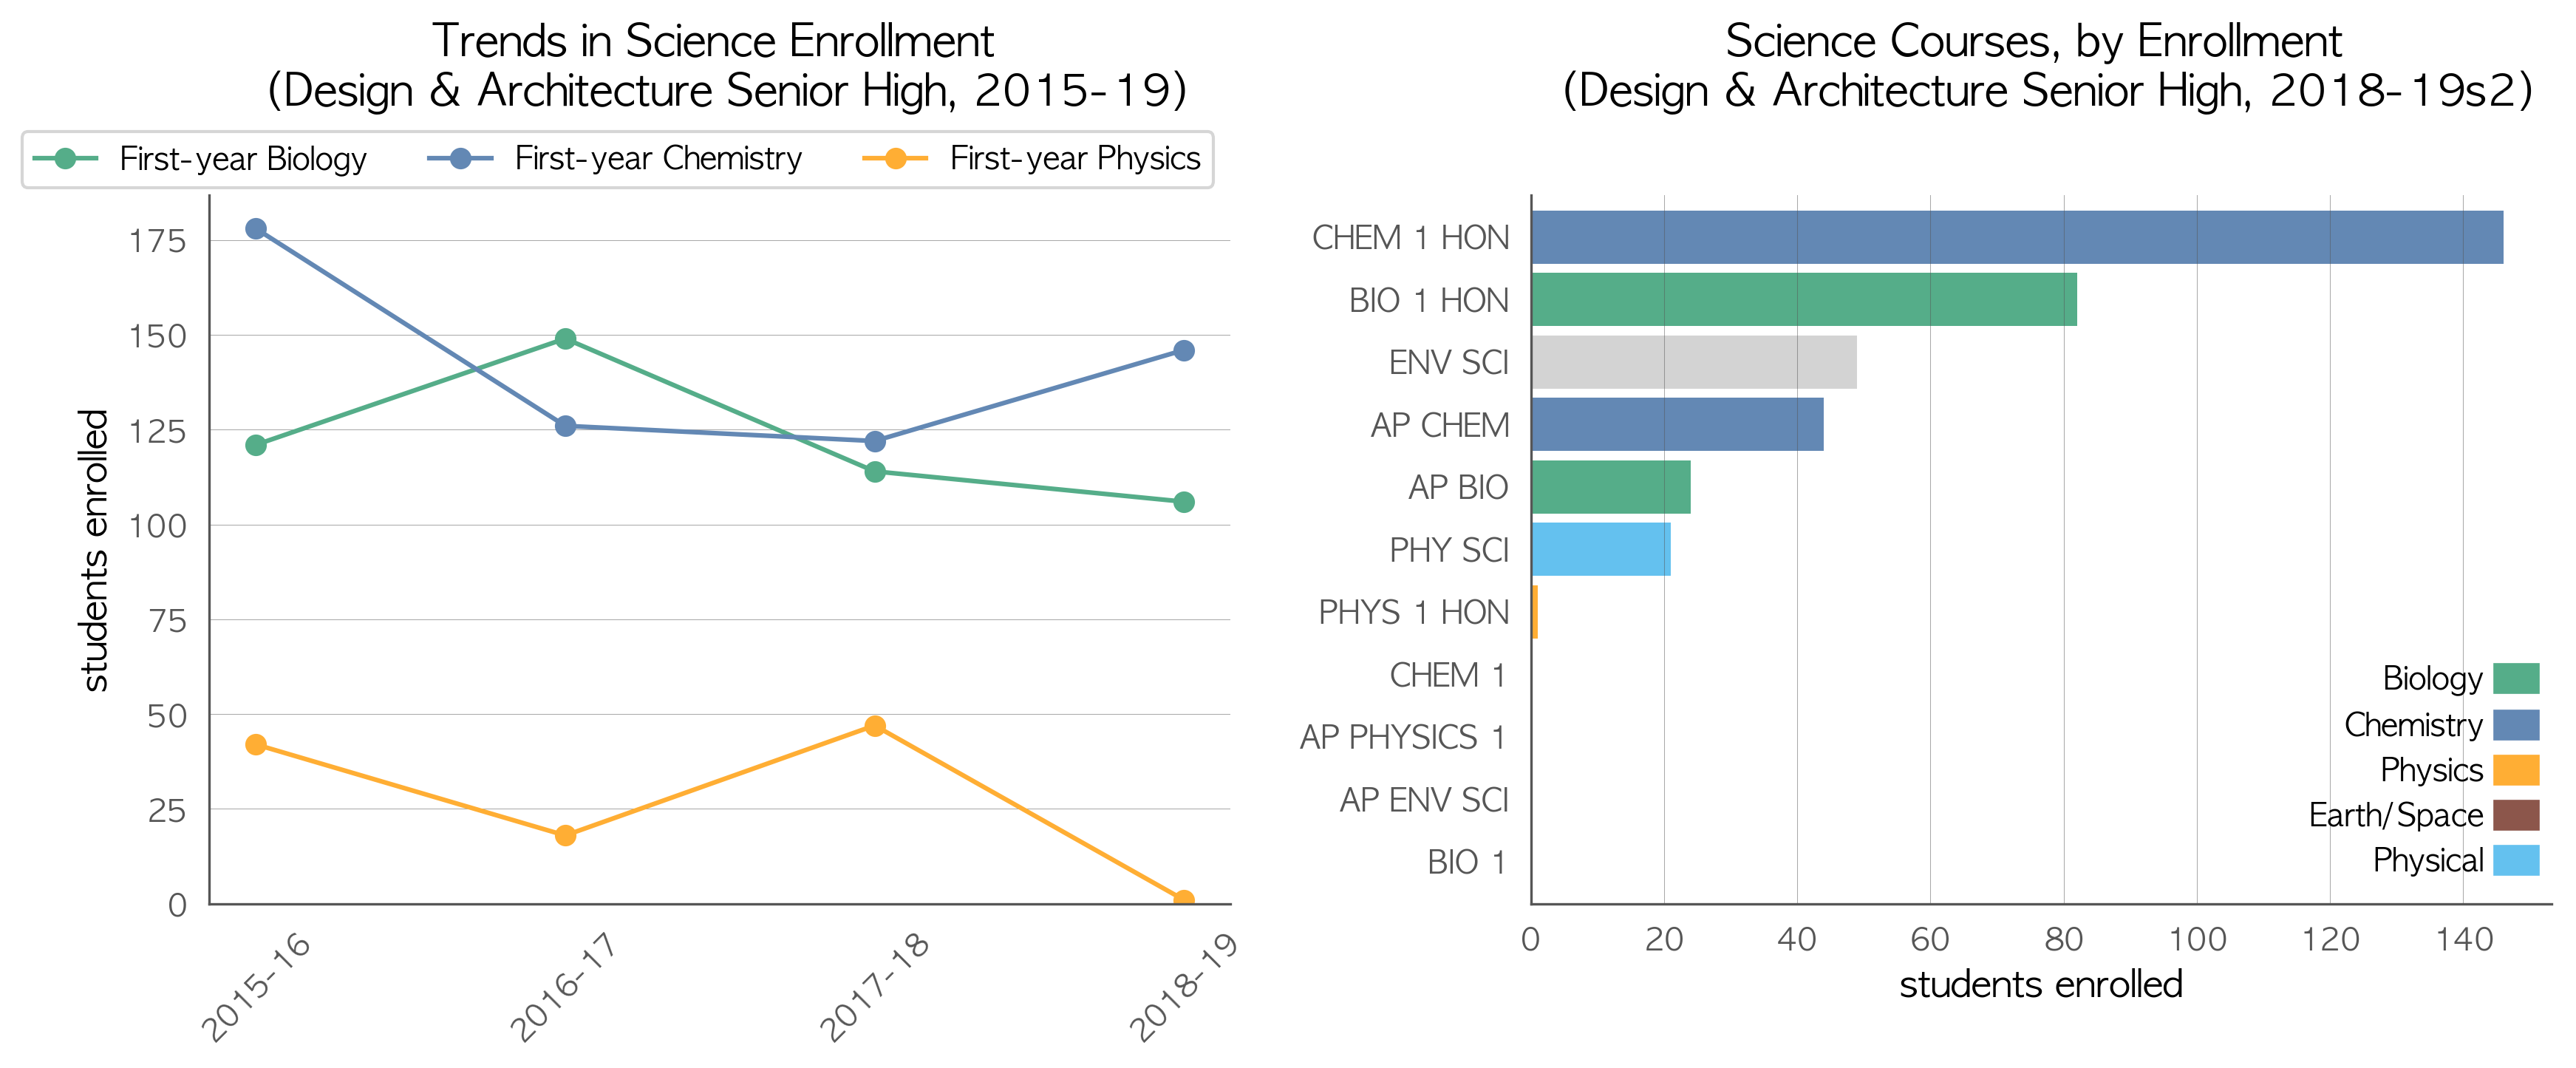 Trends in Science Enrollment
(Design & Architecture Senior High, 2015-19)
First-year Biology
First-year Chemistry
First-year Physics
175
150
125
100
75
50
25
0
students enrolled
2015-16
2016-17
2017-18
2018-19
Science Courses, by Enrollment
(Design & Architecture Senior High, 2018-19s2)
CHEM 1 HON
BIO 1 HON
ENV SCI
AP CHEM
AP BIO
PHY SCI
PHYS 1 HON
CHEM 1
AP PHYSICS 1
AP ENV SCI
BIO 1
Biology
Chemistry
Physics
Earth/Space
Physical
0 20 40 60 80 100 120 140
students enrolled